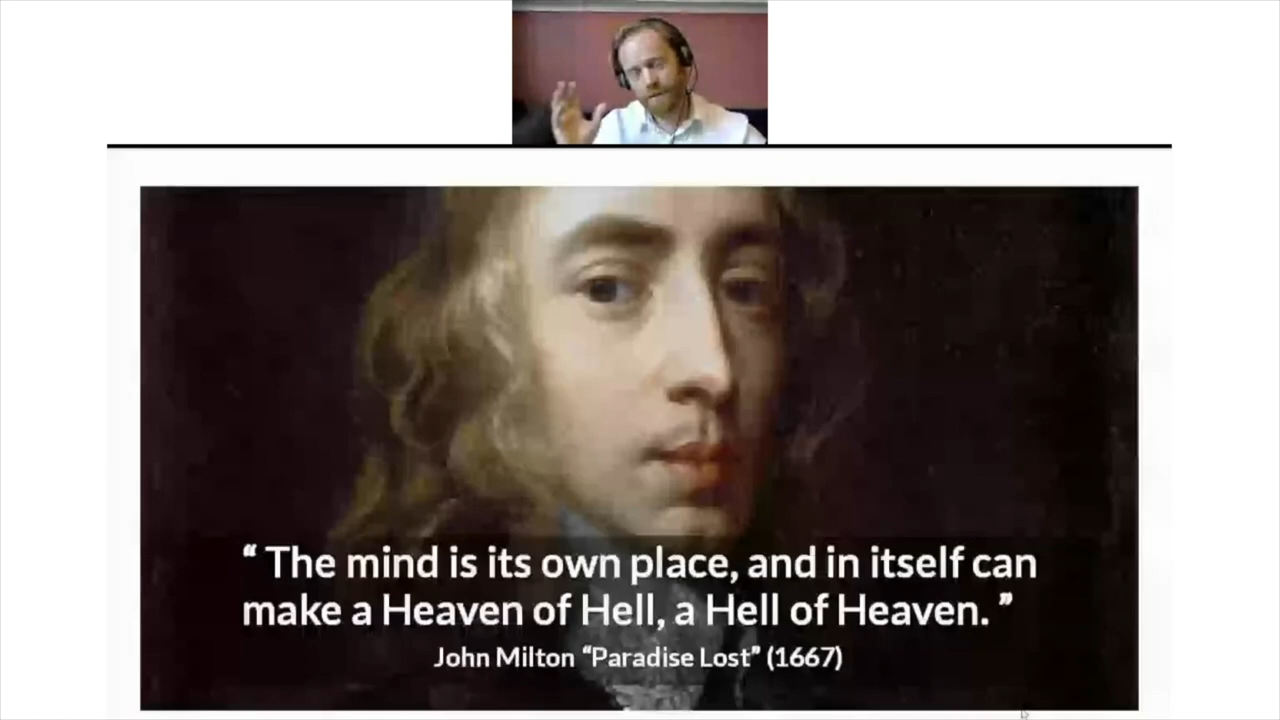 “ The mind is its own place, and in itself can
make a Heaven of Hell, a Hell of Heaven. ”
John Milton “Paradise Lost” (1667)